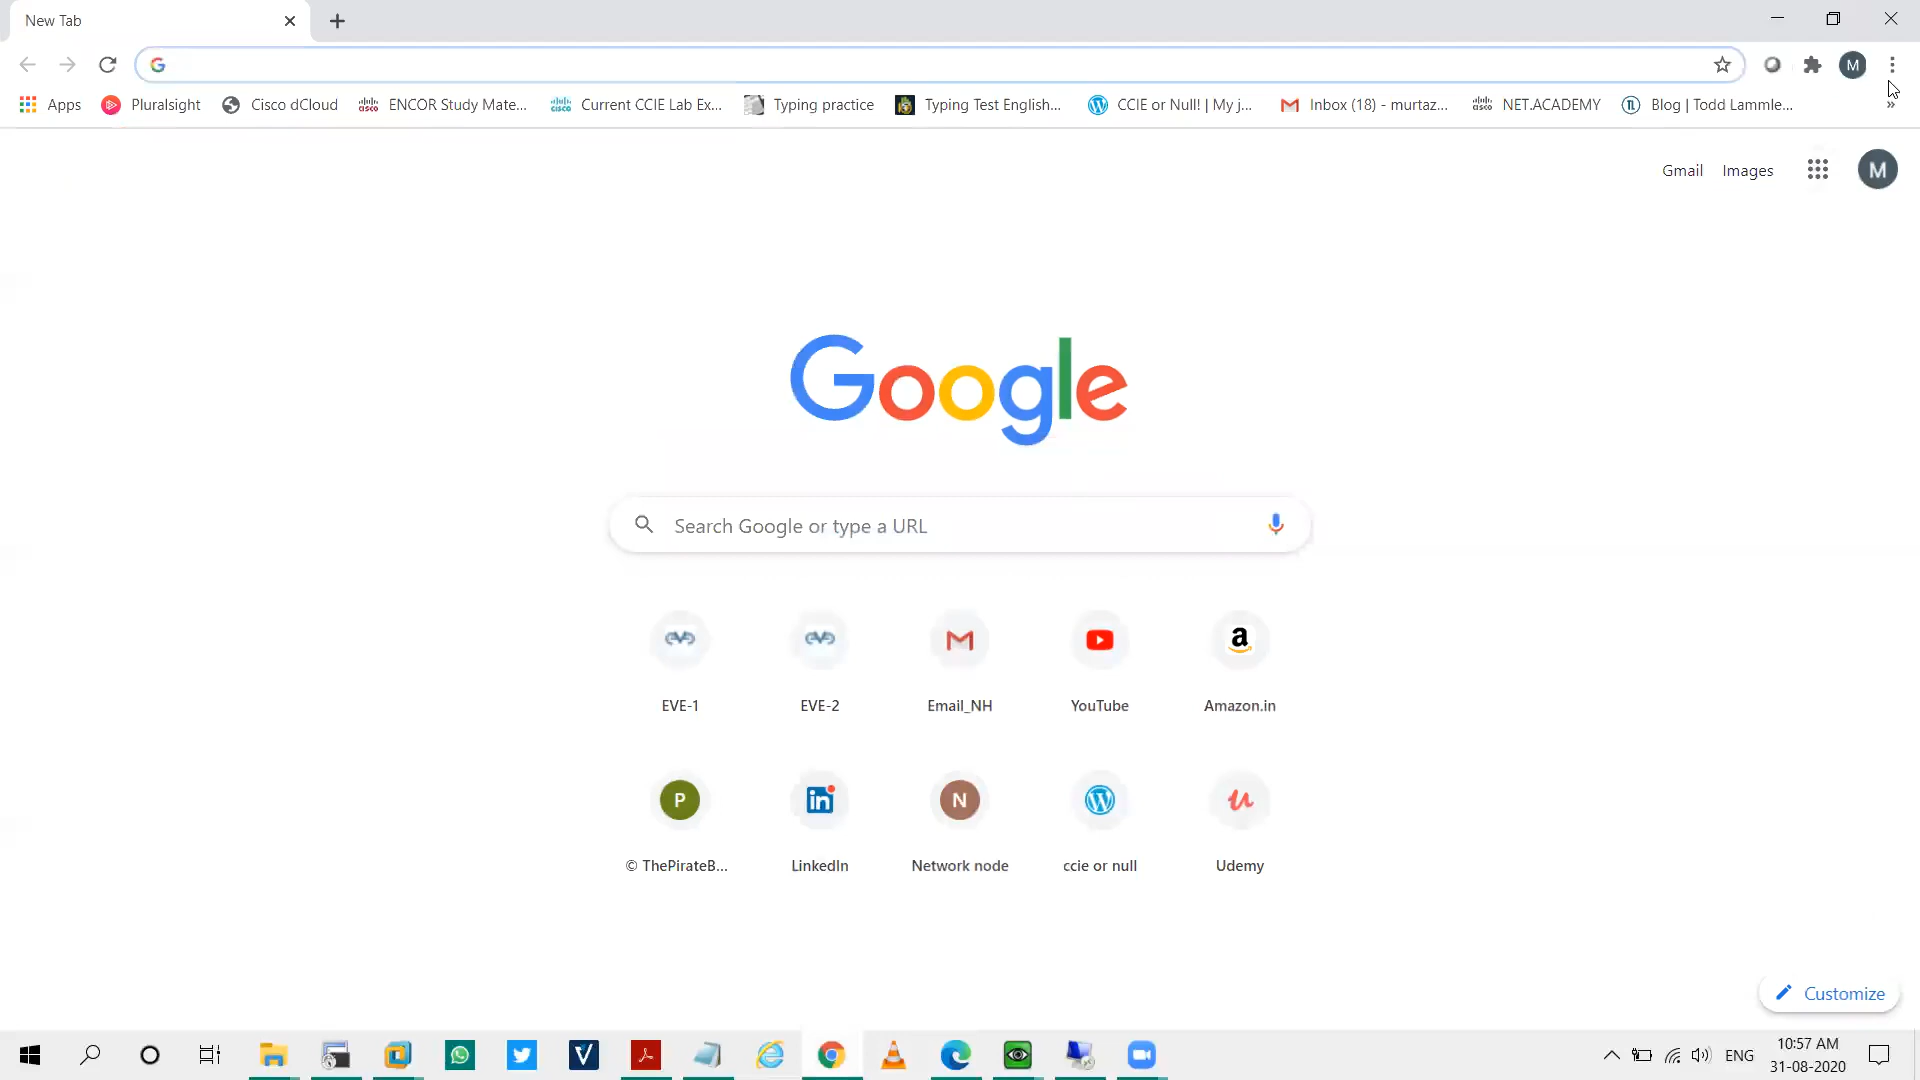 New Tab
Apps Pluralsight Cisco dCloud ENCOR Study Mate... Current CCIE Lab Ex... Typing practice Typing Test English... CCIE or Null! | My j... Inbox (18) - murtaz... NET.ACADEMY Blog | Todd Lammle... »
Gmail Images M
Google
Search Google or type a URL
EVE-1 EVE-2 Email_NH YouTube Amazon.in
P in N
© ThePirateB... LinkedIn Network node ccie or null Udemy
Customize
ENG 10:57 AM
31-08-2020